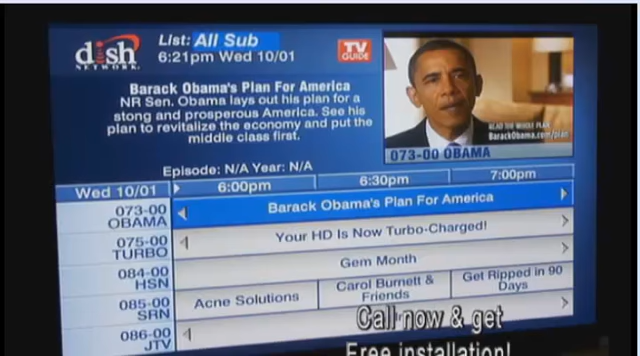 dish
NETWORK.
List: All Sub
6:21pm Wed 10/01
TV
GUIDE
Barack Obama's Plan For America
NR Sen. Obama lays out his plan for a
stong and prosperous America. See his
plan to revitalize the economy and put the
middle class first.
Episode: N/A Year: N/A
READ THE WHOLE PLAN
BarackObama.com/plan
073-00 OBAMA
Wed 10/01
6:00pm
6:30pm
7:00pm
073-00
OBAMA
Barack Obama's Plan For America
075-00
TURBO
Your HD Is Now Turbo-Charged!
084-00
HSN
Gem Month
085-00
SRN
Acne Solutions
Carol Burnett &
Friends
Get Ripped in 90
Days
086-00
JTV
Call now & get
Free installation!